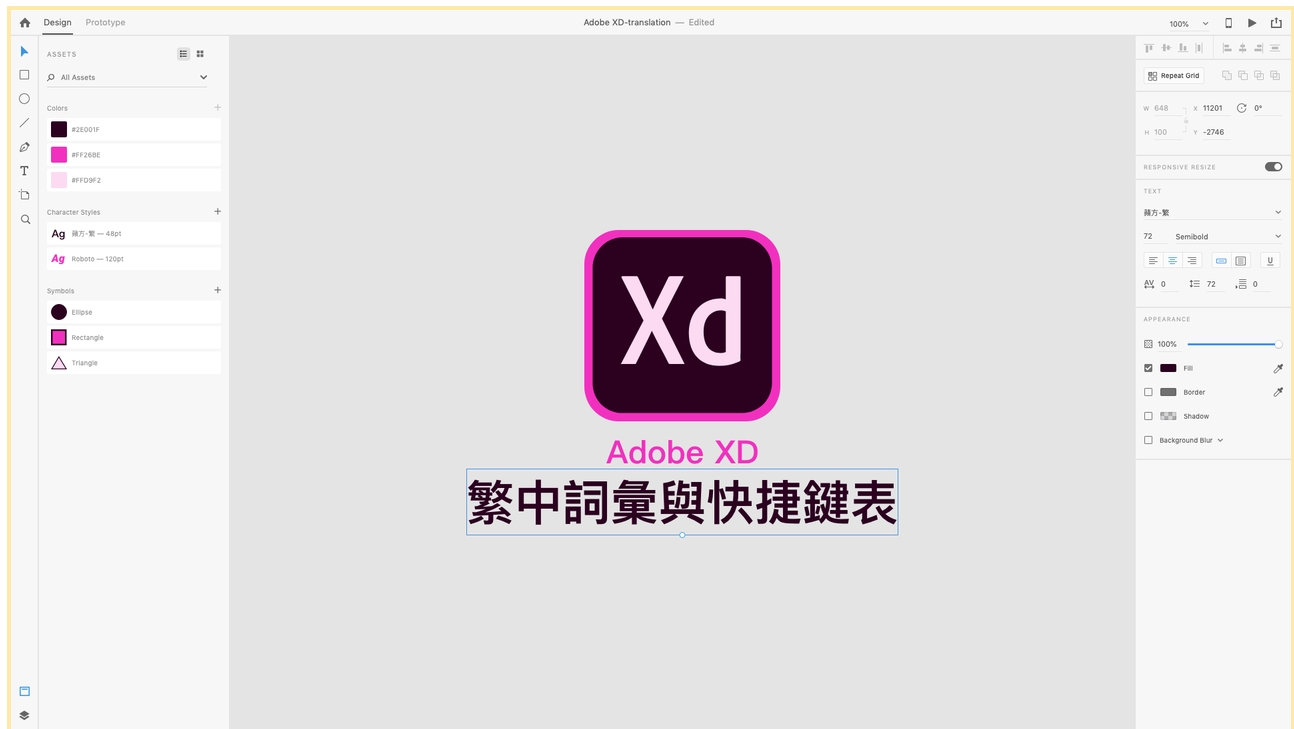 Design Prototype
Adobe XD-translation — Edited
100%
ASSETS
All Assets
Colors
#2E001F
#FF26BE
#FFD9F2
Character Styles
Ag 蘋方-繁 — 48pt
Ag Roboto — 120pt
Symbols
Ellipse
Rectangle
Triangle
Xd
Adobe XD
繁中詞彙與快捷鍵表
Repeat Grid
W 648 X 11201 0°
H 100 Y -2746
RESPONSIVE RESIZE
TEXT
蘋方-繁
72 Semibold
U
AV 0 72 0
APPEARANCE
100%
Fill
Border
Shadow
Background Blur